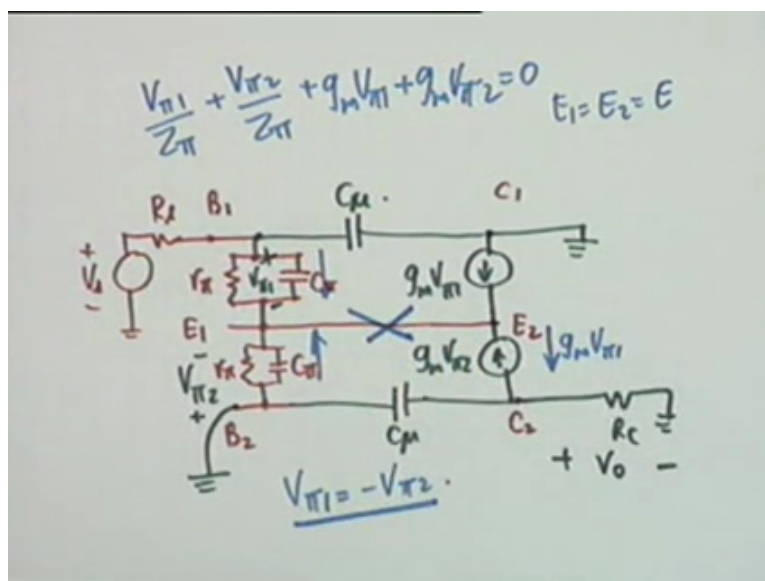 Vπ1/Zπ + Vπ2/Zπ + gmVπ1 + gmVπ2 = 0
E1 = E2 = E
Rs B1 Cμ. C1
+
Vs
-
rπ + Vπ1 - Cπ gmVπ1
E1 E2
- Vπ2 + rπ Cπ gmVπ2 gmVπ1
B2 Cμ C2 RC
+ Vo -
Vπ1 = -Vπ2.